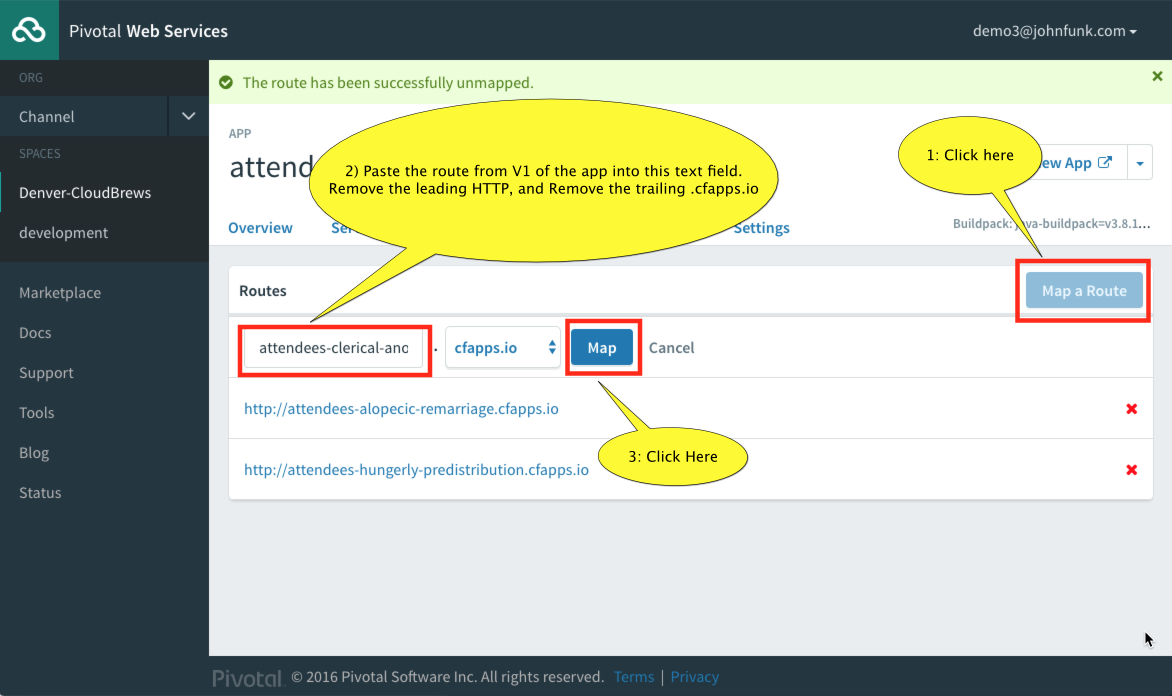 Pivotal Web Services
demo3@johnfunk.com
ORG
Channel
SPACES
Denver-CloudBrews
development
Marketplace
Docs
Support
Tools
Blog
Status
The route has been successfully unmapped.
APP
attend
2) Paste the route from V1 of the app into this text field.
Remove the leading HTTP, and Remove the trailing .cfapps.io
1: Click here
App
Overview
Settings
Buildpack: java-buildpack=v3.8.1...
Routes
Map a Route
attendees-clerical-and
.
cfapps.io
Map
Cancel
http://attendees-alopecic-remarriage.cfapps.io
3: Click Here
http://attendees-hungerly-predistribution.cfapps.io
Pivotal. © 2016 Pivotal Software Inc. All rights reserved. Terms | Privacy